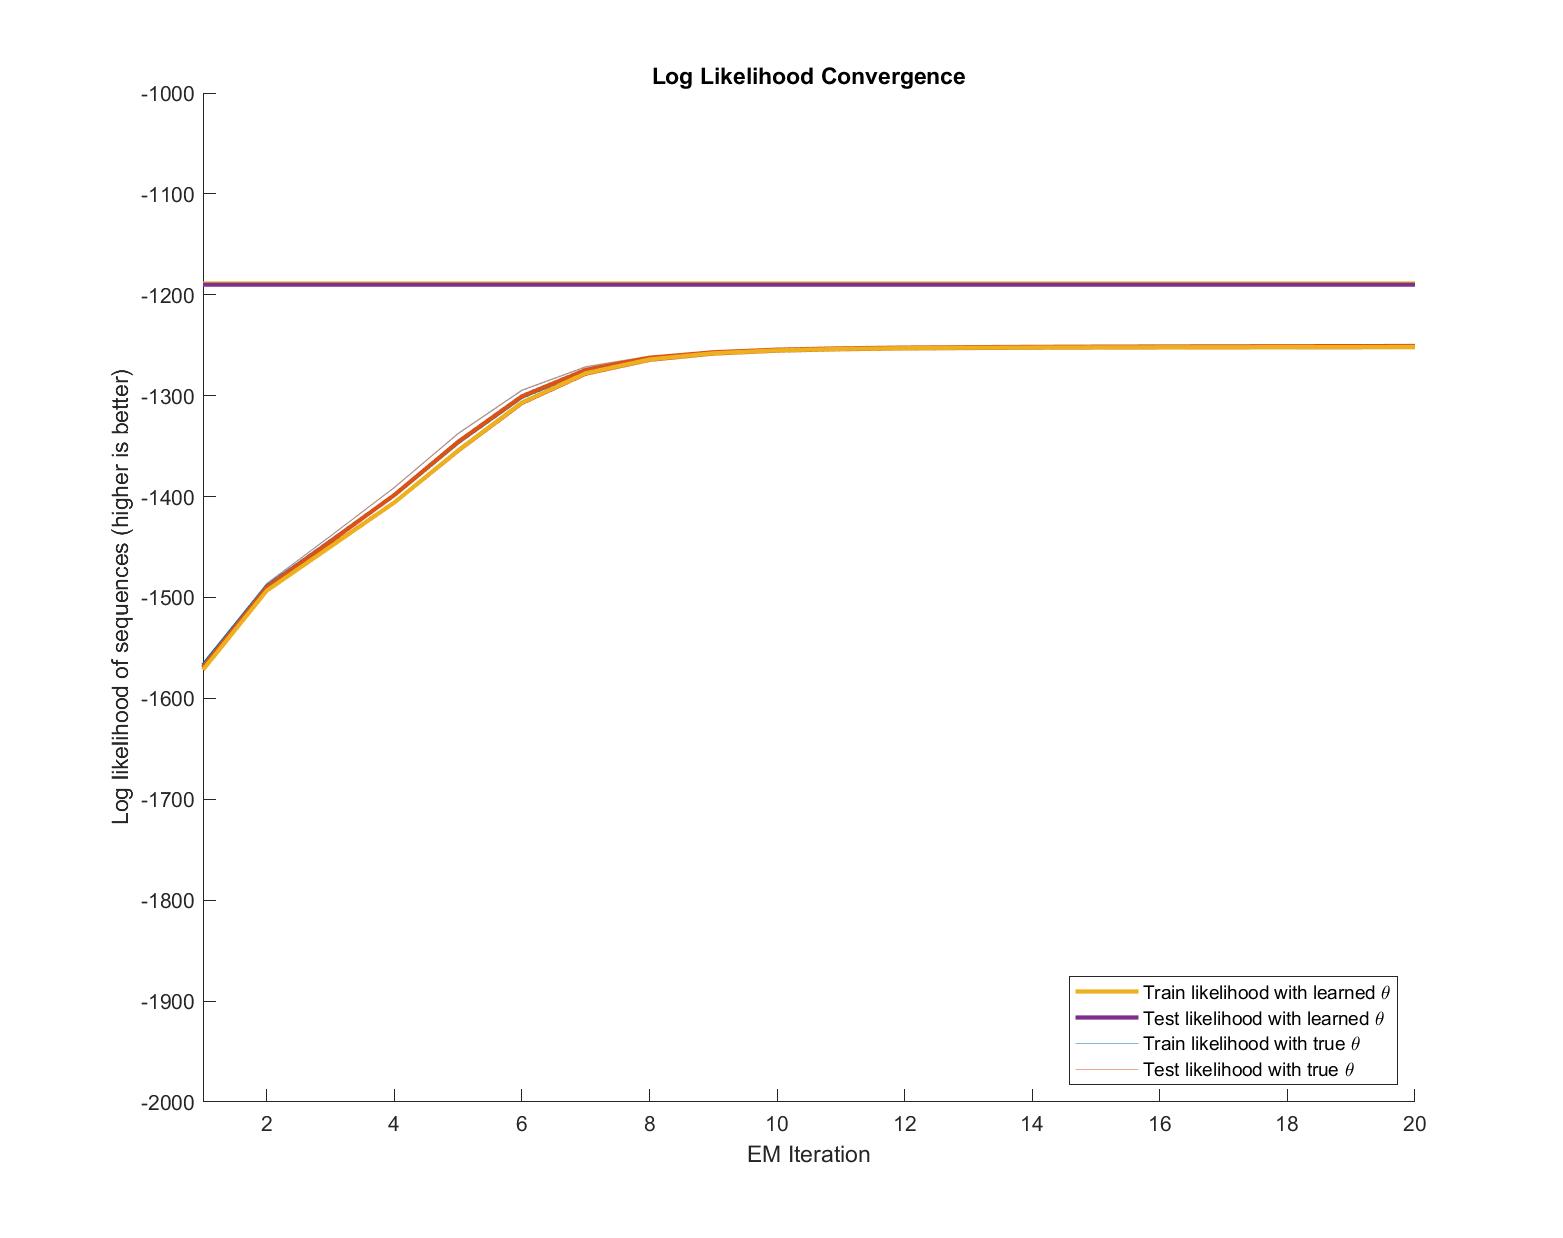 Log Likelihood Convergence
Log likelihood of sequences (higher is better)
-1000
-1100
-1200
-1300
-1400
-1500
-1600
-1700
-1800
-1900
-2000
Train likelihood with learned θ
Test likelihood with learned θ
Train likelihood with true θ
Test likelihood with true θ
2 4 6 8 10 12 14 16 18 20
EM Iteration